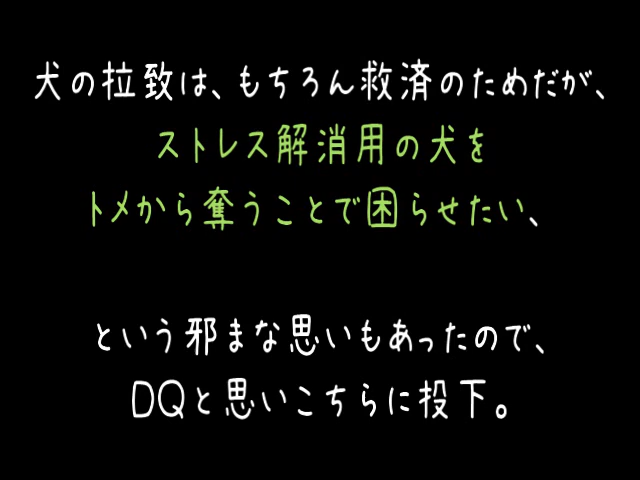 犬の拉致は、もちろん救済のためだが、
ストレス解消用の犬を
トメから奪うことで困らせたい、
という邪まな思いもあったので、
DQと思いこちらに投下。